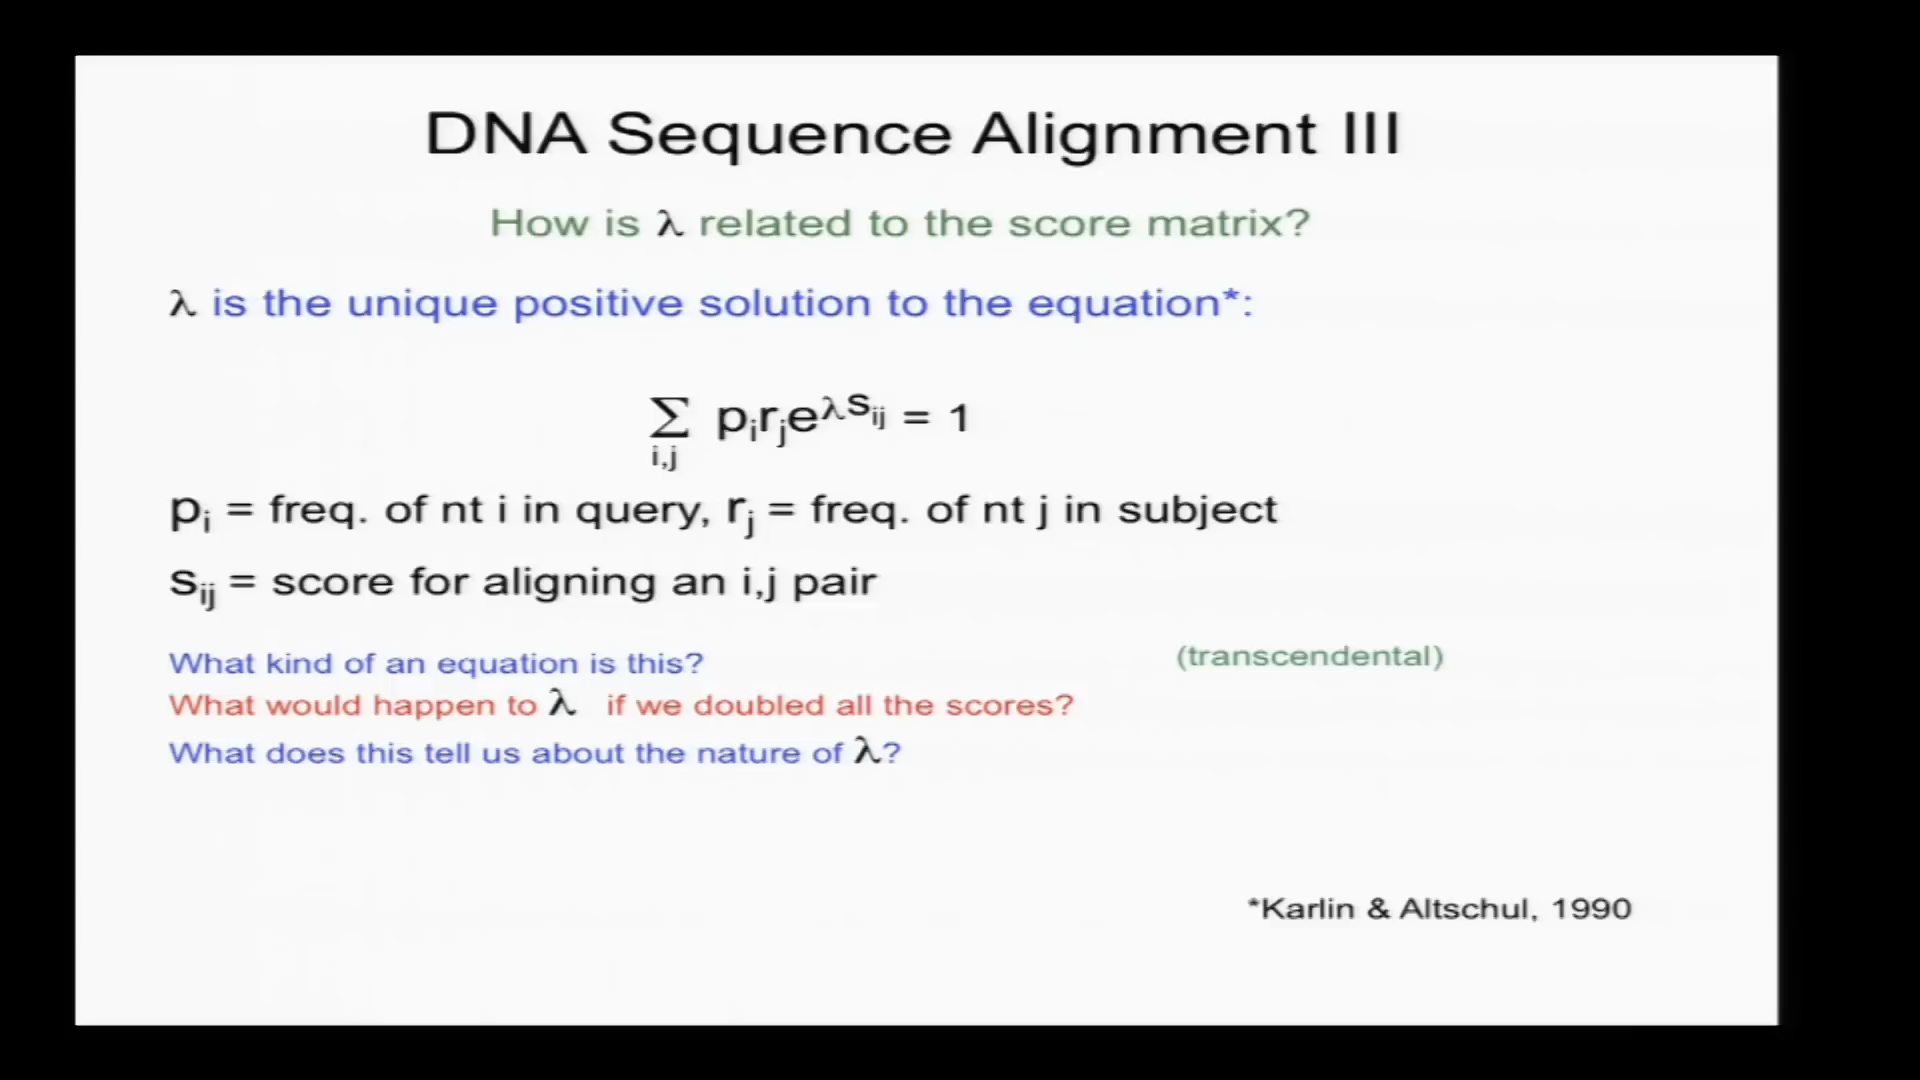 DNA Sequence Alignment III
How is λ related to the score matrix?
λ is the unique positive solution to the equation*:
∑ pᵢrⱼe^λsᵢⱼ = 1
i,j
pᵢ = freq. of nt i in query, rⱼ = freq. of nt j in subject
sᵢⱼ = score for aligning an i,j pair
What kind of an equation is this? (transcendental)
What would happen to λ if we doubled all the scores?
What does this tell us about the nature of λ?
*Karlin & Altschul, 1990